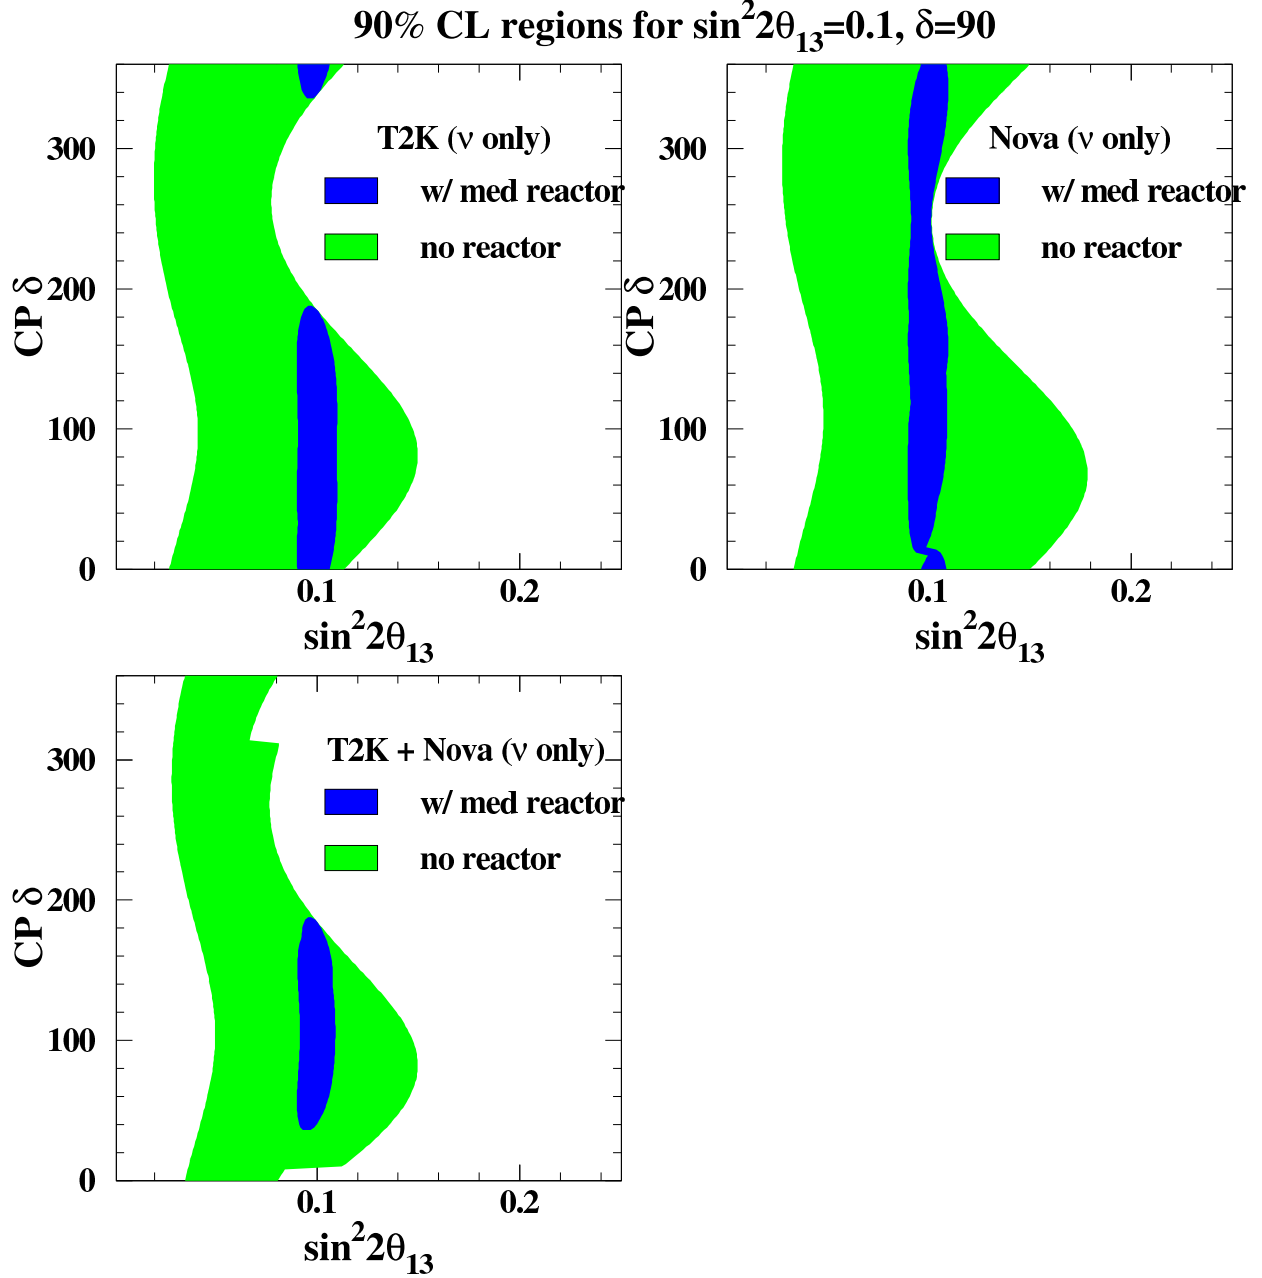 90% CL regions for sin²2θ₁₃=0.1, δ=90
CP δ
300
200
100
0
T2K (ν only)
w/ med reactor
no reactor
0.1 0.2
sin²2θ₁₃
CP δ
300
200
100
0
Nova (ν only)
w/ med reactor
no reactor
0.1 0.2
sin²2θ₁₃
CP δ
300
200
100
0
T2K + Nova (ν only)
w/ med reactor
no reactor
0.1 0.2
sin²2θ₁₃